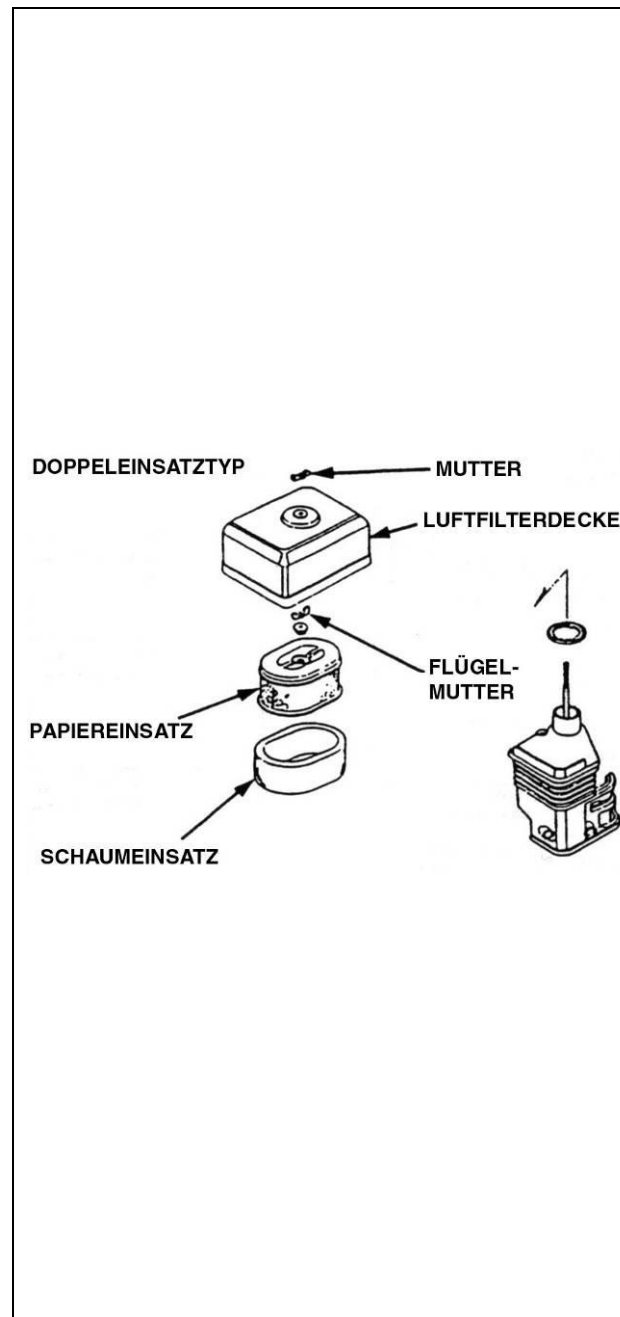 DOPPELEINSATZTYP
MUTTER
LUFTFILTERDECKE
FLÜGEL-
MUTTER
PAPIEREINSATZ
SCHAUMEINSATZ